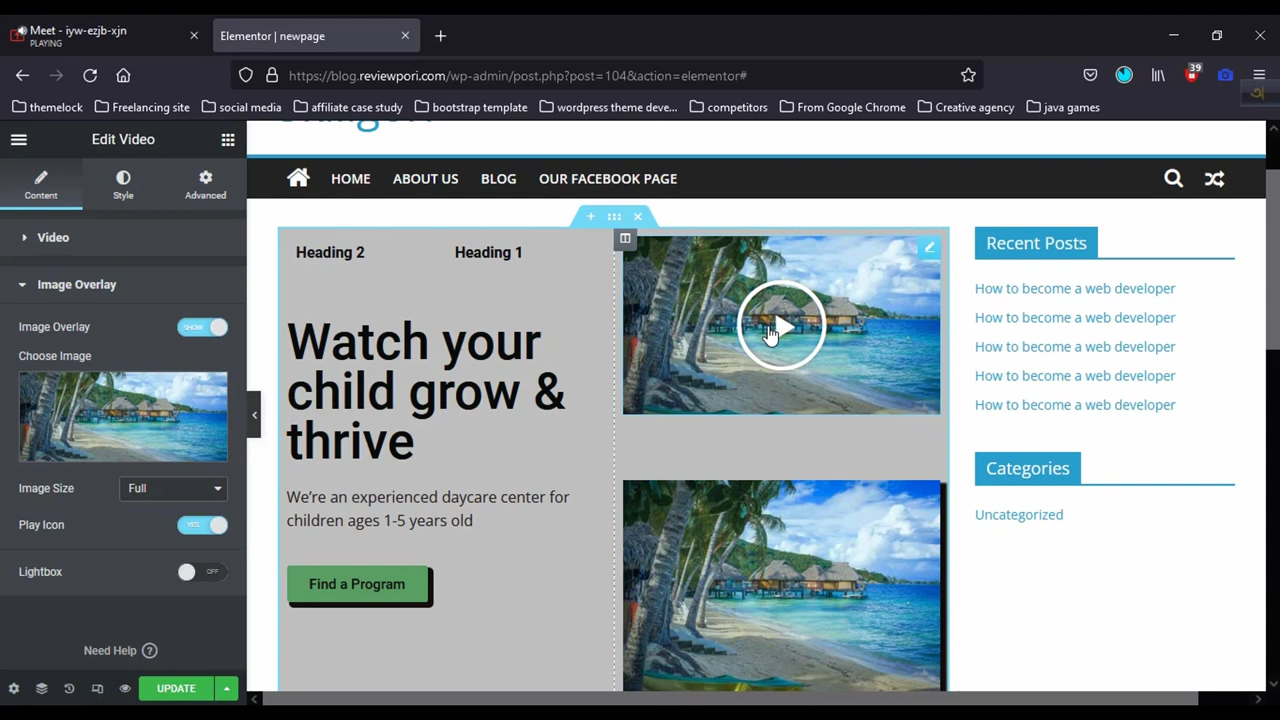 Meet - iyw-ezjb-xjn
PLAYING
Elementor | newpage
https://blog.reviewpori.com/wp-admin/post.php?post=104&action=elementor#
39
themelock
Freelancing site
social media
affiliate case study
bootstrap template
wordpress theme deve...
competitors
From Google Chrome
Creative agency
java games
Edit Video
Content
Style
Advanced
Video
Image Overlay
Image Overlay
SHOW
Choose Image
Image Size
Full
Play Icon
YES
Lightbox
OFF
Need Help
UPDATE
HOME
ABOUT US
BLOG
OUR FACEBOOK PAGE
Heading 2
Heading 1
Watch your
child grow &
thrive
We're an experienced daycare center for
children ages 1-5 years old
Find a Program
Recent Posts
How to become a web developer
How to become a web developer
How to become a web developer
How to become a web developer
How to become a web developer
Categories
Uncategorized